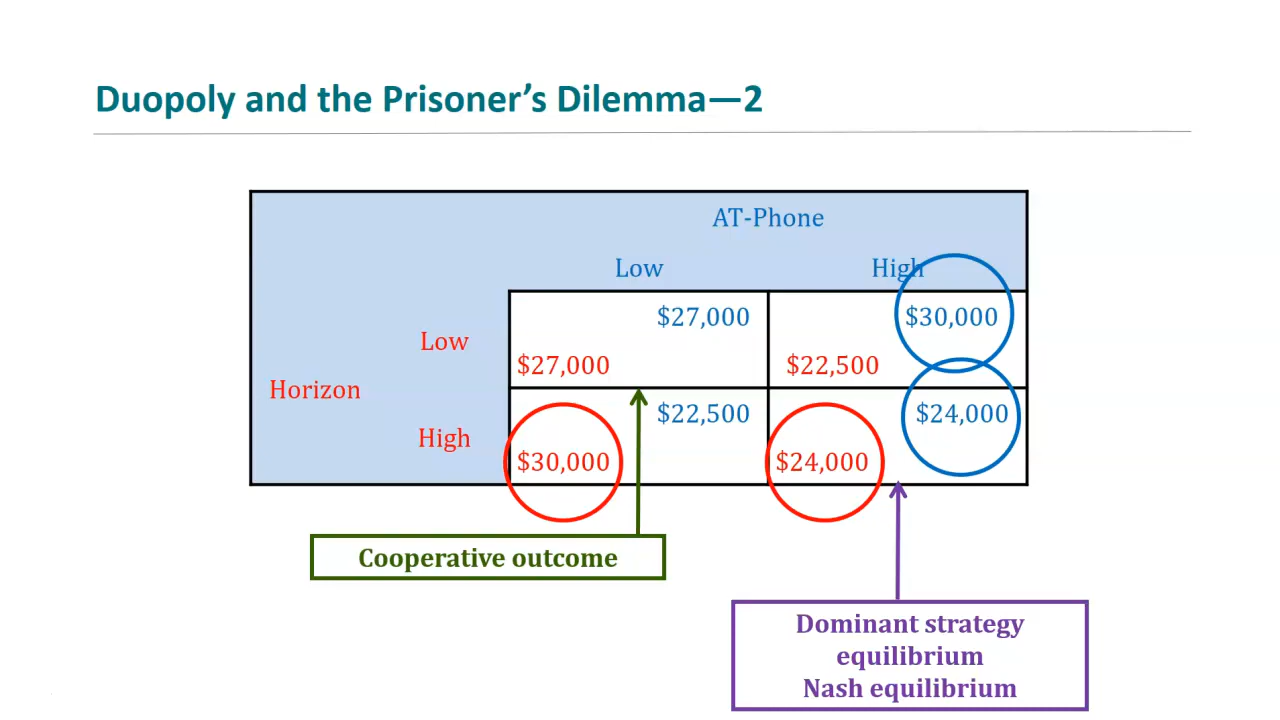 Duopoly and the Prisoner’s Dilemma—2
AT-Phone
Low High
$27,000 $30,000
Low
$27,000 $22,500
Horizon
$22,500 $24,000
High
$30,000 $24,000
Cooperative outcome
Dominant strategy
equilibrium
Nash equilibrium